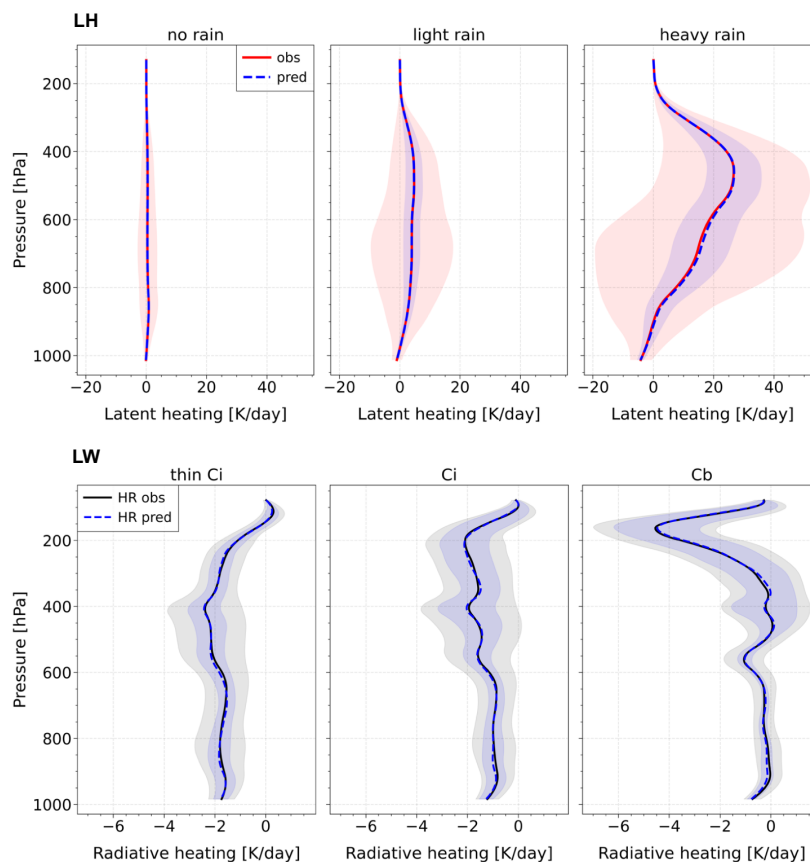 LH
no rain light rain heavy rain
obs
pred
Pressure [hPa]
200
400
600
800
1000
−20 0 20 40 −20 0 20 40 −20 0 20 40
Latent heating [K/day] Latent heating [K/day] Latent heating [K/day]
LW
thin Ci Ci Cb
HR obs
HR pred
Pressure [hPa]
200
400
600
800
1000
−6 −4 −2 0 −6 −4 −2 0 −6 −4 −2 0
Radiative heating [K/day] Radiative heating [K/day] Radiative heating [K/day]